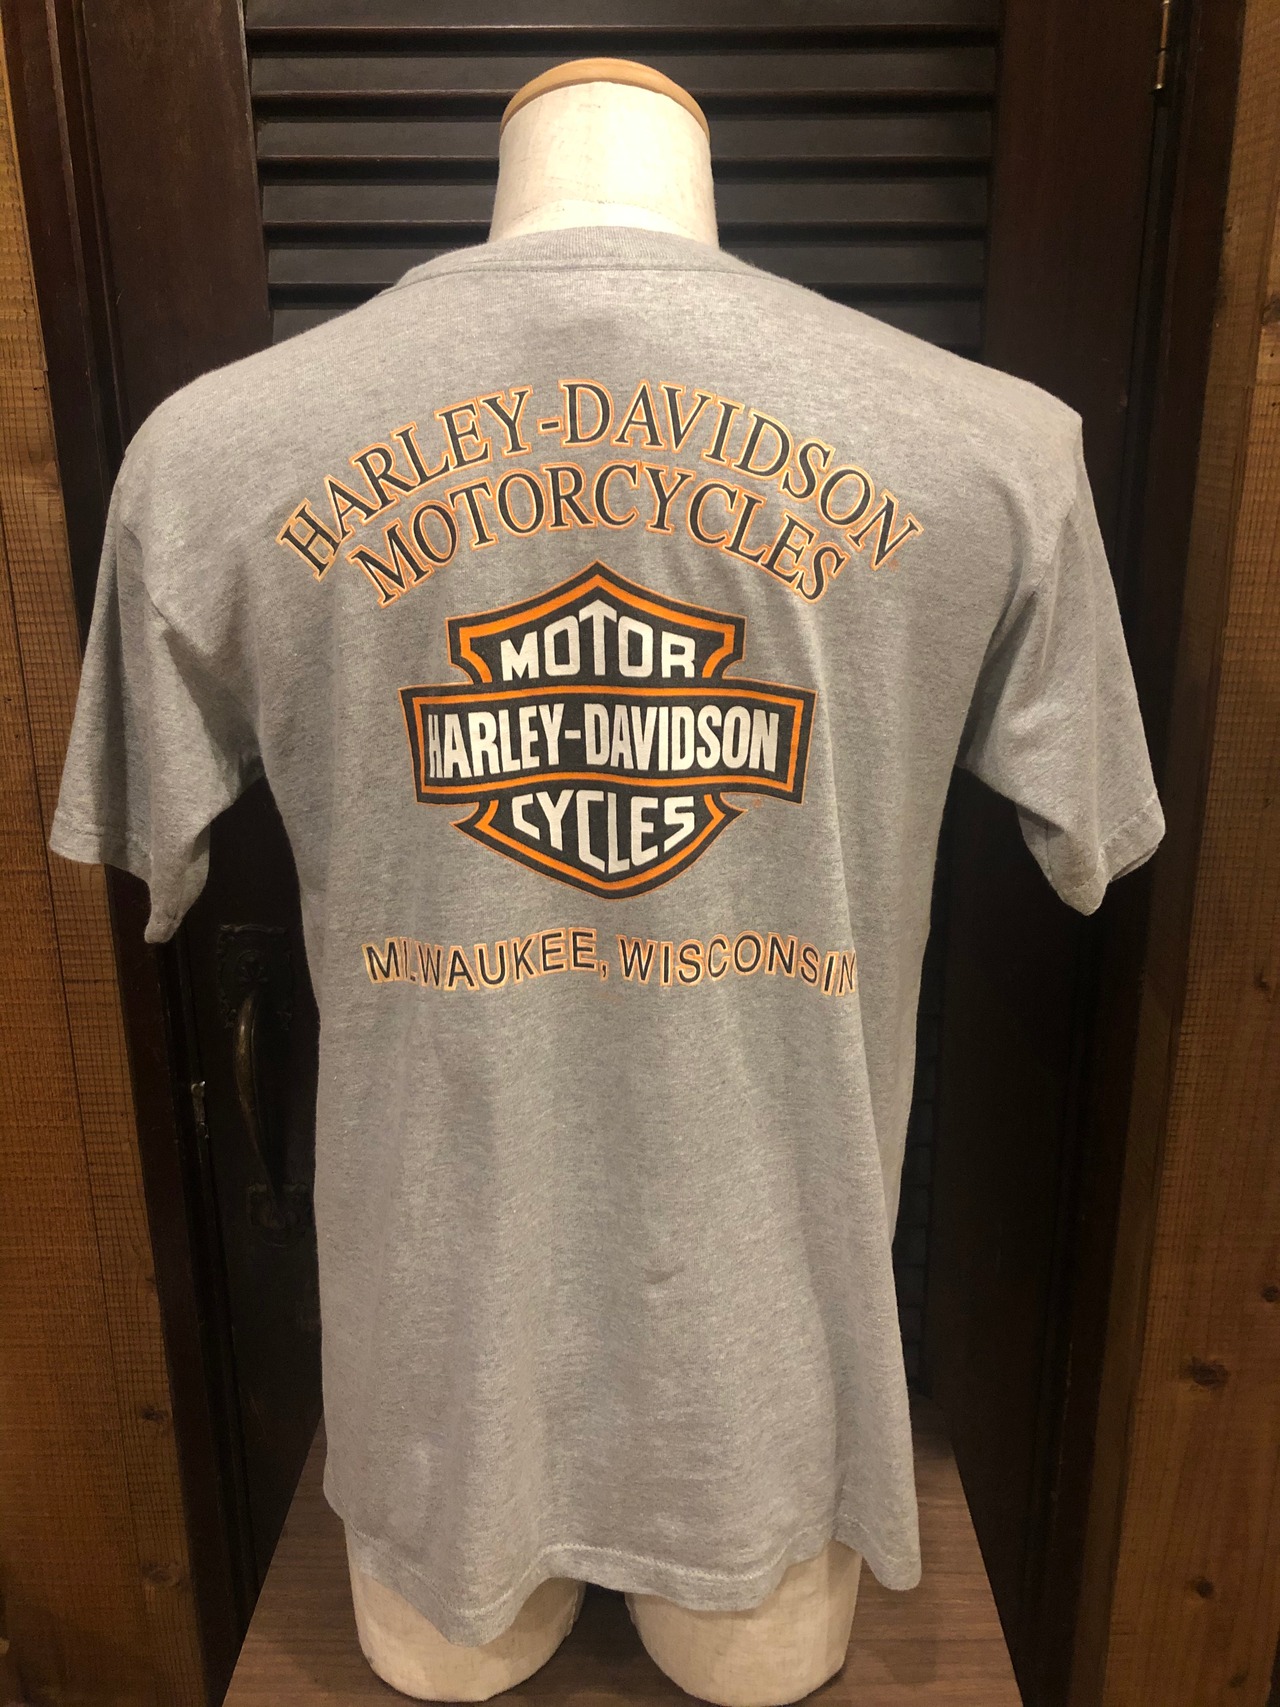 HARLEY-DAVIDSON
MOTORCYCLES
MOTOR
HARLEY-DAVIDSON
CYCLES
MILWAUKEE, WISCONSIN